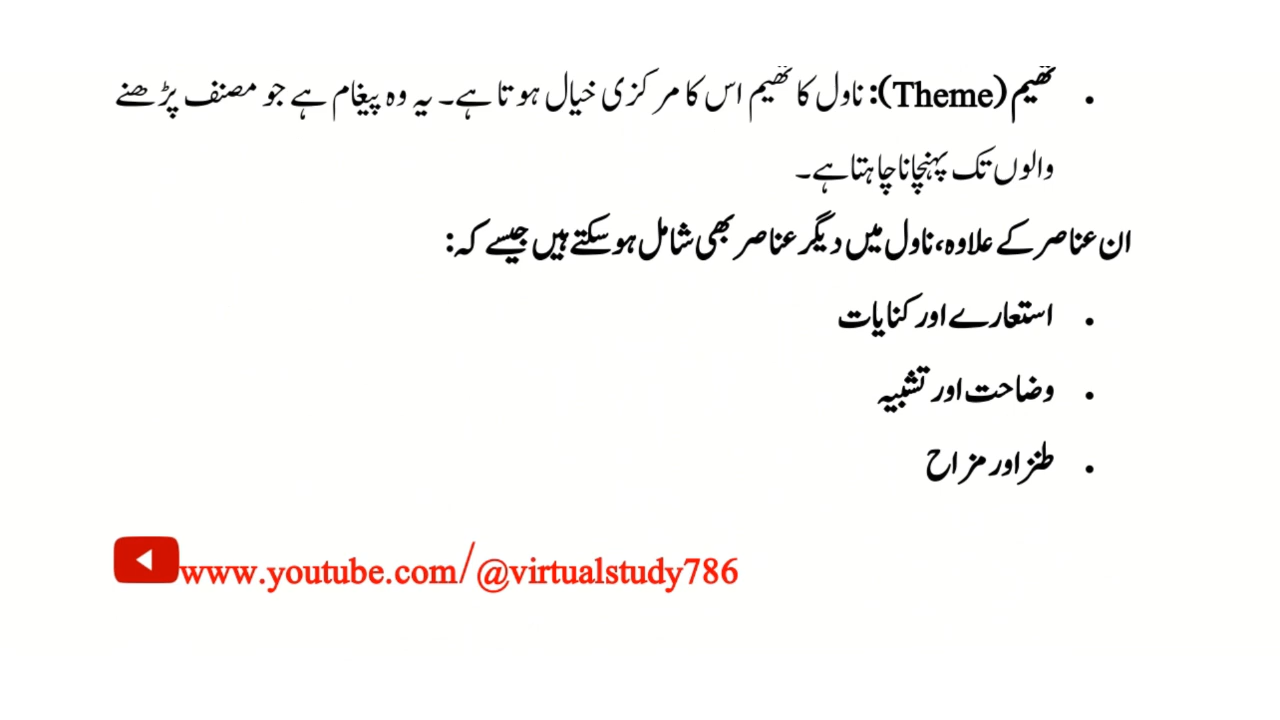 • تھیم (Theme): ناول کا تھیم اس کا مرکزی خیال ہوتا ہے۔ یہ وہ پیغام ہے جو مصنف پڑھنے
والوں تک پہنچانا چاہتا ہے۔
ان عناصر کے علاوہ، ناول میں دیگر عناصر بھی شامل ہو سکتے ہیں جیسے کہ:
• استعارے اور کنایات
• وضاحت اور تشبیہ
• طنز اور مزاح
www.youtube.com/@virtualstudy786